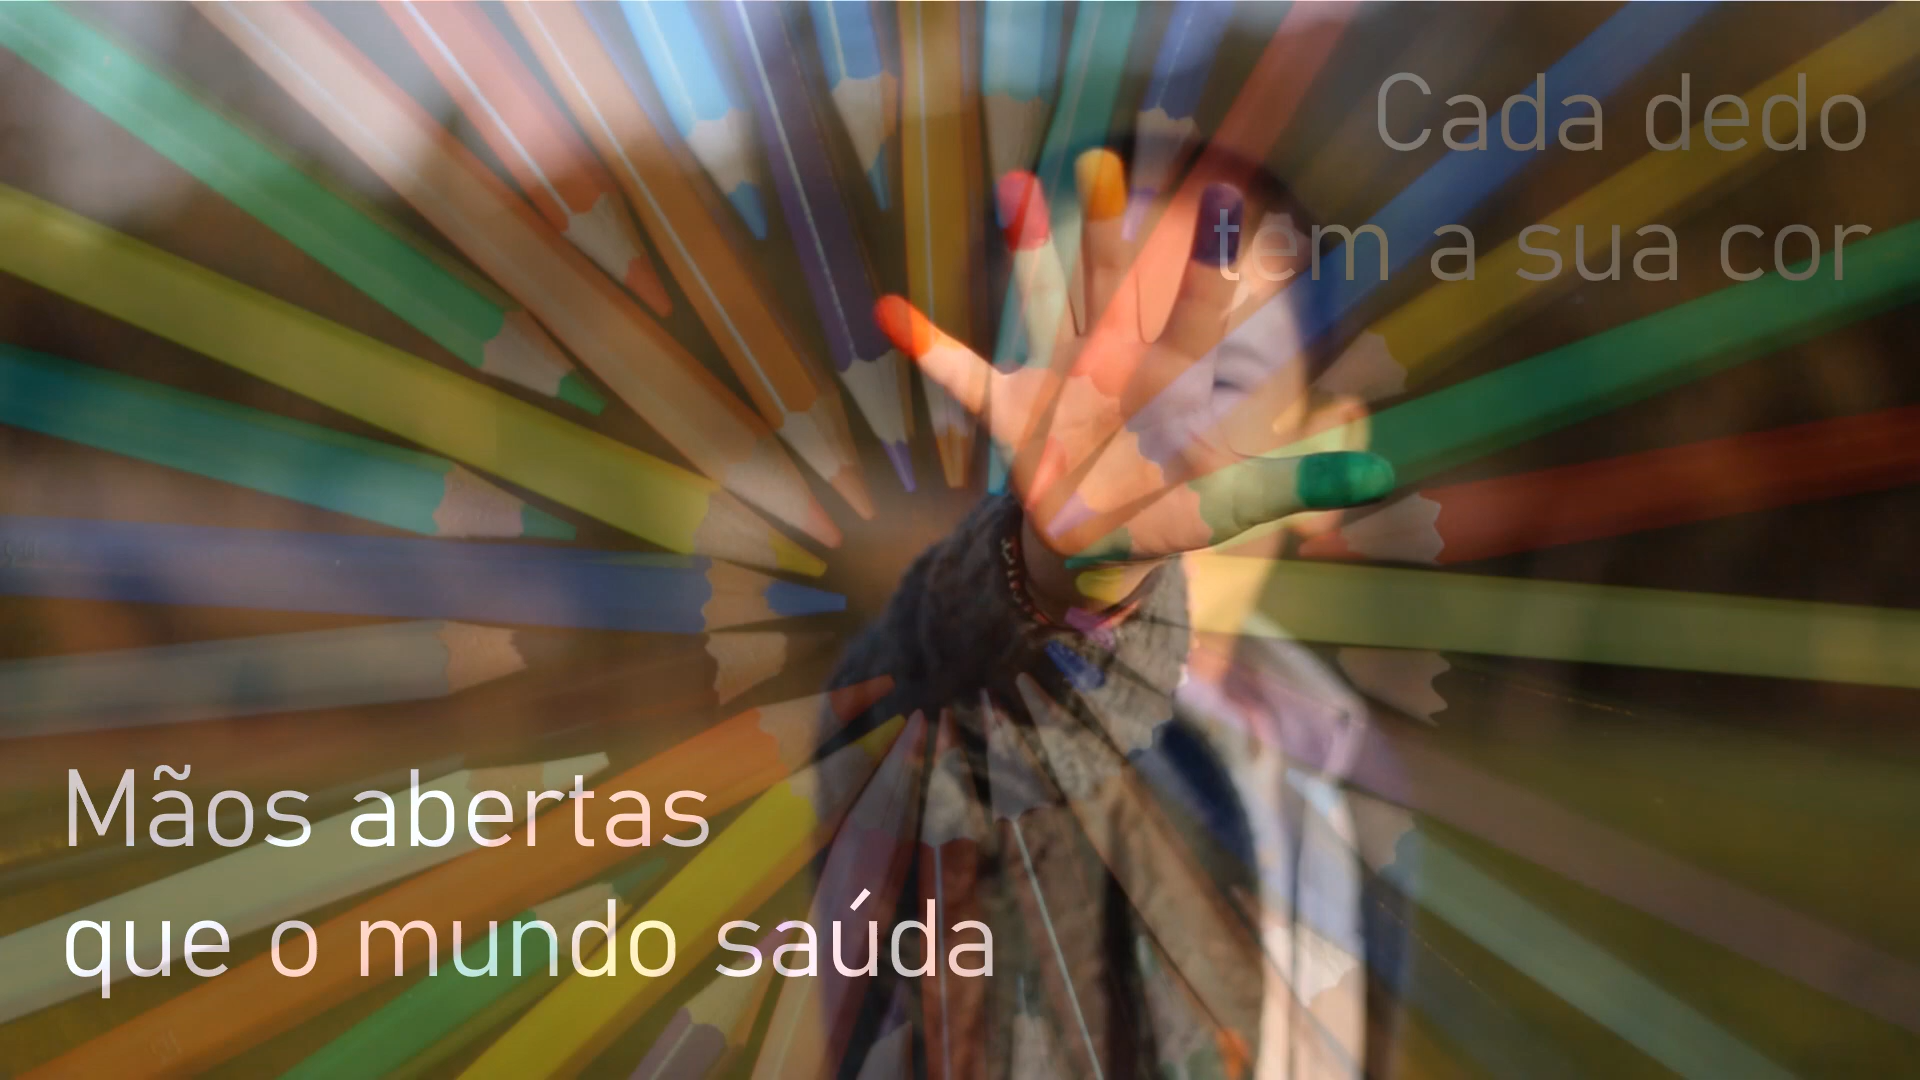 Cada dedo
tem a sua cor
Mãos abertas
que o mundo saúda